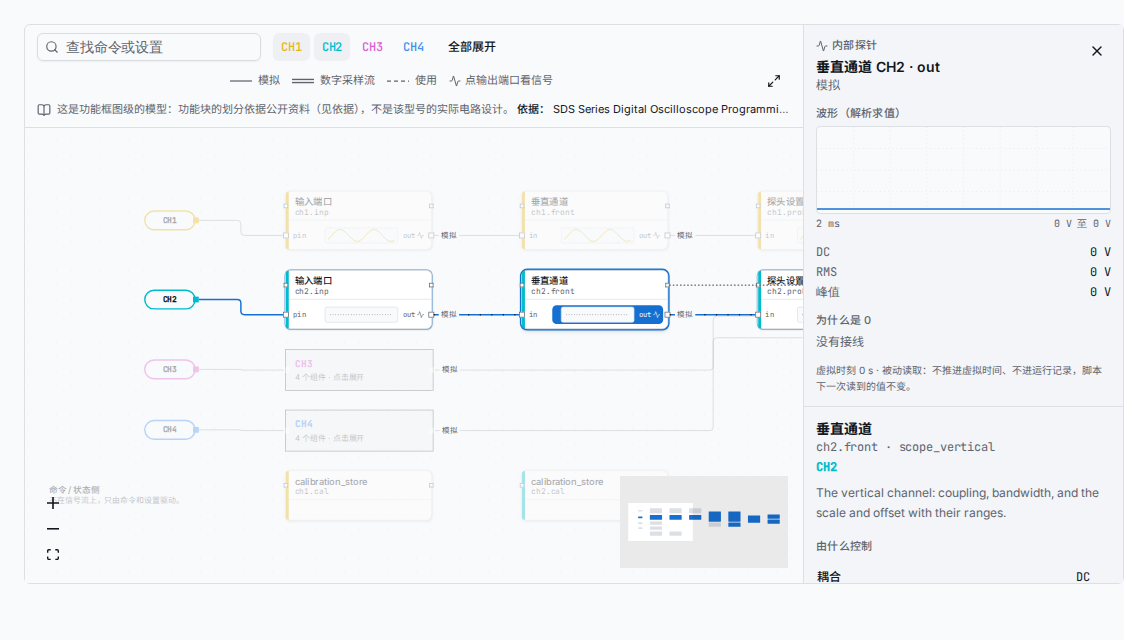 查找命令或设置
CH1 CH2 CH3 CH4 全部展开
模拟 数字采样流 使用 点输出端口看信号
这是功能框图级的模型：功能块的划分依据公开资料（见依据），不是该型号的实际电路设计。 依据： SDS Series Digital Oscilloscope Programmi...
CH1
输入端口
ch1.inp
pin out 模拟
垂直通道
ch1.front
in out 模拟
探头设置
in
CH2
输入端口
ch2.inp
pin out 模拟
垂直通道
ch2.front
in out 模拟
探头设置
in
CH3
CH3
4 个组件 · 点击展开
模拟
CH4
CH4
4 个组件 · 点击展开
模拟
命令 / 状态侧
信号流上，只由命令和设置驱动。
calibration_store
ch1.cal
calibration_store
ch2.cal
内部探针
垂直通道 CH2 · out
模拟
波形（解析求值）
2 ms 0 V 至 0 V
DC 0 V
RMS 0 V
峰值 0 V
为什么是 0
没有接线
虚拟时刻 0 s · 被动读取：不推进虚拟时间、不进运行记录，脚本
下一次读到的值不变。
垂直通道
ch2.front · scope_vertical
CH2
The vertical channel: coupling, bandwidth, and the
scale and offset with their ranges.
由什么控制
耦合 DC